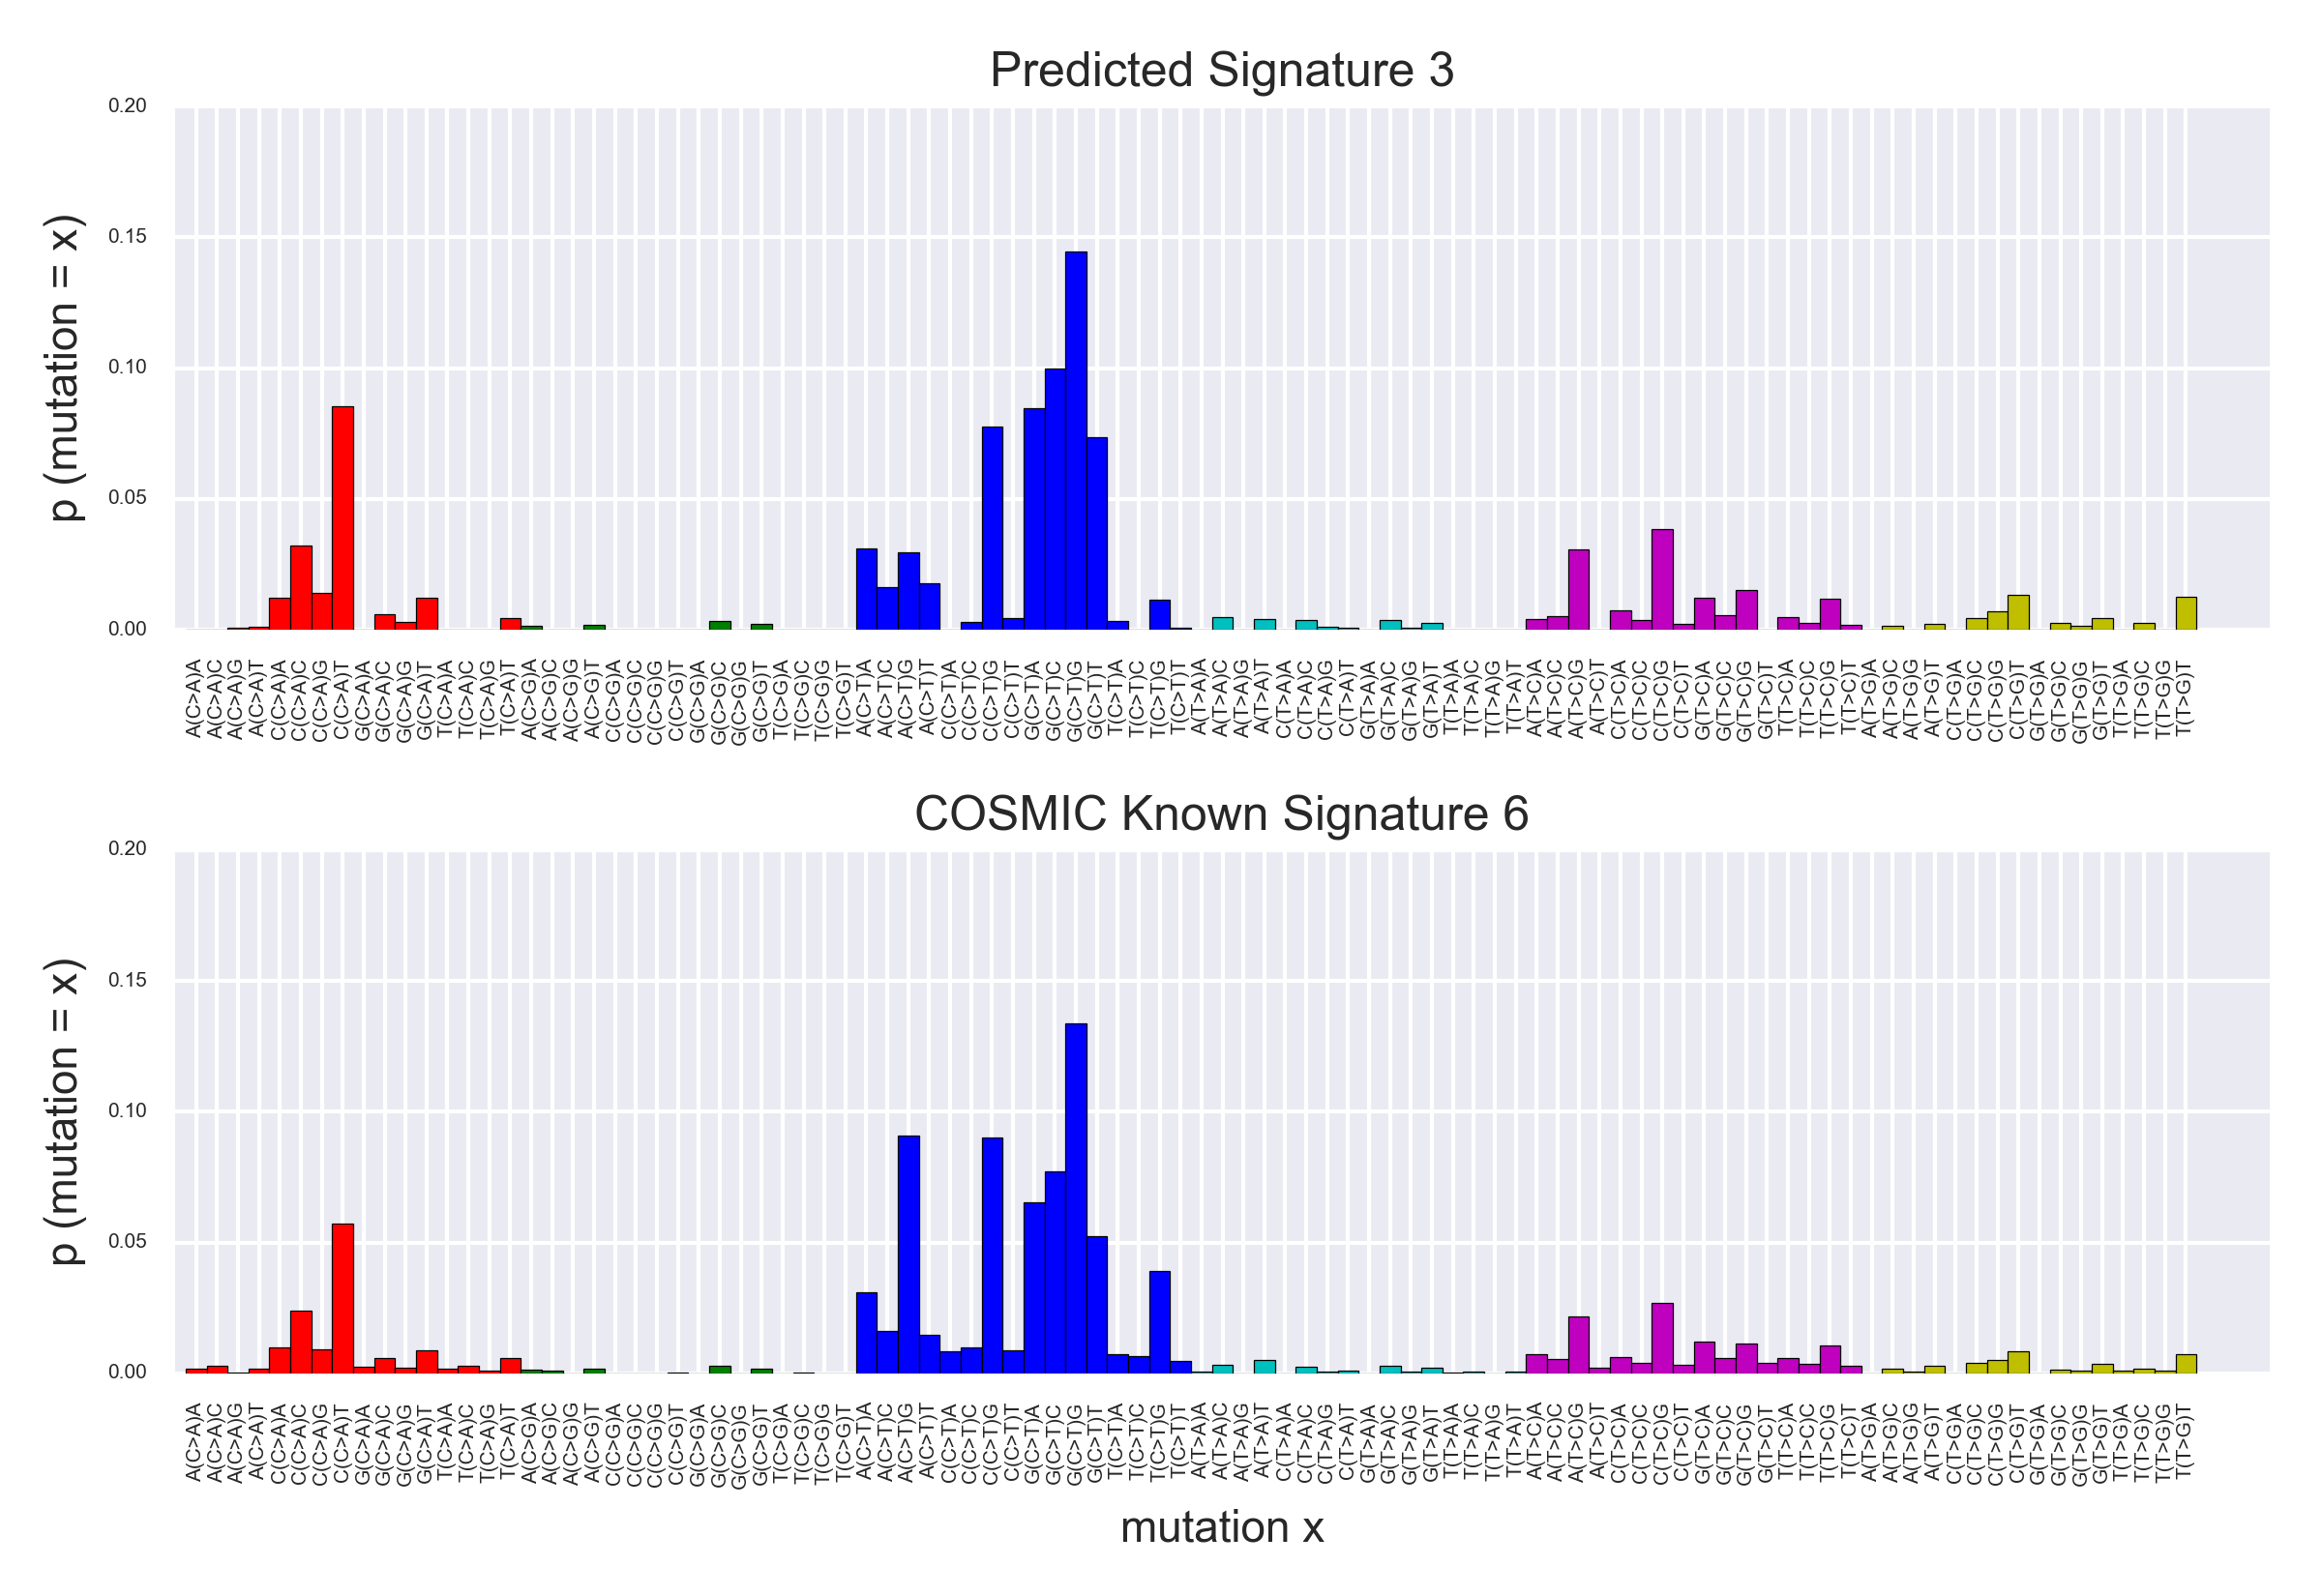 Predicted Signature 3
p (mutation = x)
0.20
0.15
0.10
0.05
0.00
A(C>A)A A(C>A)C A(C>A)G A(C>A)T C(C>A)A C(C>A)C C(C>A)G C(C>A)T G(C>A)A G(C>A)C G(C>A)G G(C>A)T T(C>A)A T(C>A)C T(C>A)G T(C>A)T A(C>G)A A(C>G)C A(C>G)G A(C>G)T C(C>G)A C(C>G)C C(C>G)G C(C>G)T G(C>G)A G(C>G)C G(C>G)G G(C>G)T T(C>G)A T(C>G)C T(C>G)G T(C>G)T A(C>T)A A(C>T)C A(C>T)G A(C>T)T C(C>T)A C(C>T)C C(C>T)G C(C>T)T G(C>T)A G(C>T)C G(C>T)G G(C>T)T T(C>T)A T(C>T)C T(C>T)G T(C>T)T A(T>A)A A(T>A)C A(T>A)G A(T>A)T C(T>A)A C(T>A)C C(T>A)G C(T>A)T G(T>A)A G(T>A)C G(T>A)G G(T>A)T T(T>A)A T(T>A)C T(T>A)G T(T>A)T A(T>C)A A(T>C)C A(T>C)G A(T>C)T C(T>C)A C(T>C)C C(T>C)G C(T>C)T G(T>C)A G(T>C)C G(T>C)G G(T>C)T T(T>C)A T(T>C)C T(T>C)G T(T>C)T A(T>G)A A(T>G)C A(T>G)G A(T>G)T C(T>G)A C(T>G)C C(T>G)G C(T>G)T G(T>G)A G(T>G)C G(T>G)G G(T>G)T T(T>G)A T(T>G)C T(T>G)G T(T>G)T
COSMIC Known Signature 6
p (mutation = x)
0.20
0.15
0.10
0.05
0.00
A(C>A)A A(C>A)C A(C>A)G A(C>A)T C(C>A)A C(C>A)C C(C>A)G C(C>A)T G(C>A)A G(C>A)C G(C>A)G G(C>A)T T(C>A)A T(C>A)C T(C>A)G T(C>A)T A(C>G)A A(C>G)C A(C>G)G A(C>G)T C(C>G)A C(C>G)C C(C>G)G C(C>G)T G(C>G)A G(C>G)C G(C>G)G G(C>G)T T(C>G)A T(C>G)C T(C>G)G T(C>G)T A(C>T)A A(C>T)C A(C>T)G A(C>T)T C(C>T)A C(C>T)C C(C>T)G C(C>T)T G(C>T)A G(C>T)C G(C>T)G G(C>T)T T(C>T)A T(C>T)C T(C>T)G T(C>T)T A(T>A)A A(T>A)C A(T>A)G A(T>A)T C(T>A)A C(T>A)C C(T>A)G C(T>A)T G(T>A)A G(T>A)C G(T>A)G G(T>A)T T(T>A)A T(T>A)C T(T>A)G T(T>A)T A(T>C)A A(T>C)C A(T>C)G A(T>C)T C(T>C)A C(T>C)C C(T>C)G C(T>C)T G(T>C)A G(T>C)C G(T>C)G G(T>C)T T(T>C)A T(T>C)C T(T>C)G T(T>C)T A(T>G)A A(T>G)C A(T>G)G A(T>G)T C(T>G)A C(T>G)C C(T>G)G C(T>G)T G(T>G)A G(T>G)C G(T>G)G G(T>G)T T(T>G)A T(T>G)C T(T>G)G T(T>G)T
mutation x